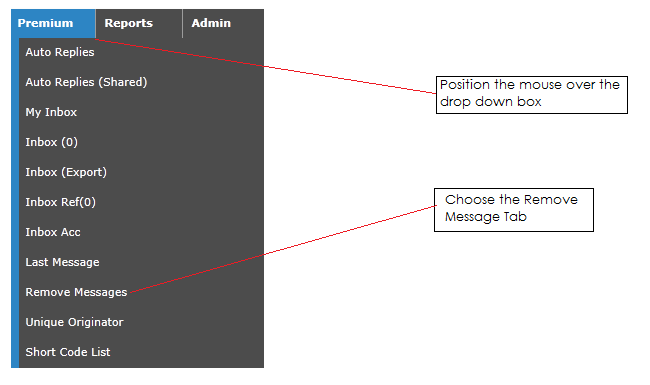 Premium Reports Admin
Auto Replies
Auto Replies (Shared)
My Inbox
Inbox (0)
Inbox (Export)
Inbox Ref(0)
Inbox Acc
Last Message
Remove Messages
Unique Originator
Short Code List
Position the mouse over the
drop down box
Choose the Remove
Message Tab